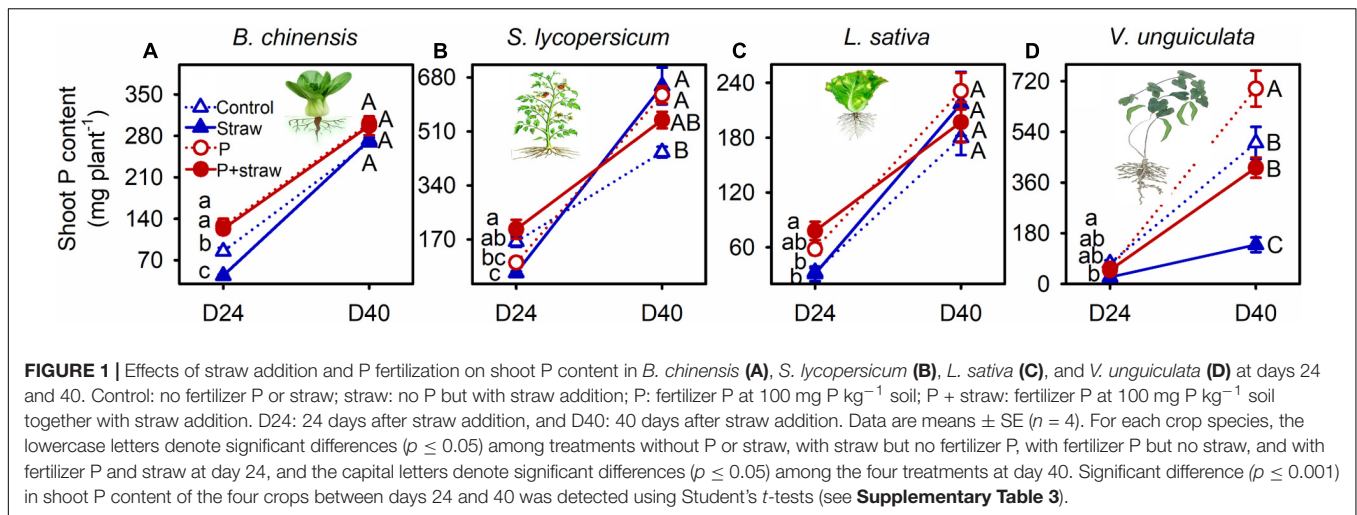 B. chinensis
S. lycopersicum
L. sativa
V. unguiculata
A
B
C
D
Shoot P content
(mg plant⁻¹)
350
280
210
140
70
Control
Straw
P
P+straw
a
a
b
c
A
A
A
A
D24
D40
680
510
340
170
a
ab
bc
c
A
A
AB
B
D24
D40
240
180
120
60
a
ab
b
b
A
A
A
A
D24
D40
720
540
360
180
0
a
ab
ab
b
A
B
B
C
D24
D40
FIGURE 1 | Effects of straw addition and P fertilization on shoot P content in B. chinensis (A), S. lycopersicum (B), L. sativa (C), and V. unguiculata (D) at days 24
and 40. Control: no fertilizer P or straw; straw: no P but with straw addition; P: fertilizer P at 100 mg P kg⁻¹ soil; P + straw: fertilizer P at 100 mg P kg⁻¹ soil
together with straw addition. D24: 24 days after straw addition, and D40: 40 days after straw addition. Data are means ± SE (n = 4). For each crop species, the
lowercase letters denote significant differences (p ≤ 0.05) among treatments without P or straw, with straw but no fertilizer P, with fertilizer P but no straw, and with
fertilizer P and straw at day 24, and the capital letters denote significant differences (p ≤ 0.05) among the four treatments at day 40. Significant difference (p ≤ 0.001)
in shoot P content of the four crops between days 24 and 40 was detected using Student's t-tests (see Supplementary Table 3).